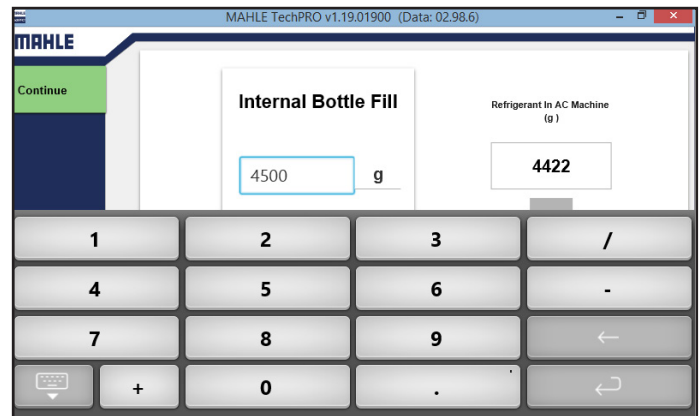 MAHLE TechPRO v1.19.01900 (Data: 02.98.6)
MAHLE
Continue
Internal Bottle Fill
4500 g
Refrigerant In AC Machine
(g )
4422
1 2 3 /
4 5 6 -
7 8 9 ←
+ 0 .